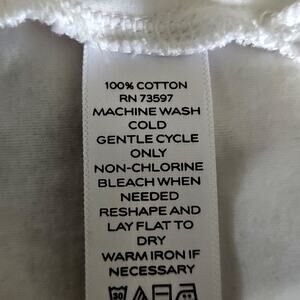 100% COTTON
RN 73597
MACHINE WASH
COLD
GENTLE CYCLE
ONLY
NON-CHLORINE
BLEACH WHEN
NEEDED
RESHAPE AND
LAY FLAT TO
DRY
WARM IRON IF
NECESSARY
30